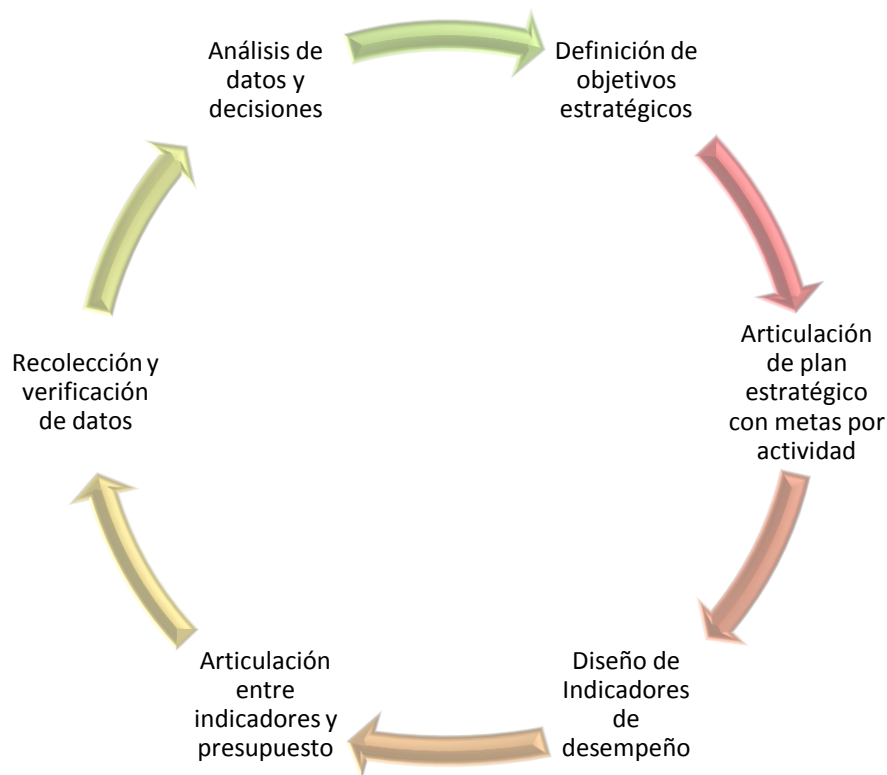 Análisis de
datos y
decisiones
Definición de
objetivos
estratégicos
Articulación
de plan
estratégico
con metas por
actividad
Diseño de
Indicadores
de
desempeño
Articulación
entre
indicadores y
presupuesto
Recolección y
verificación
de datos